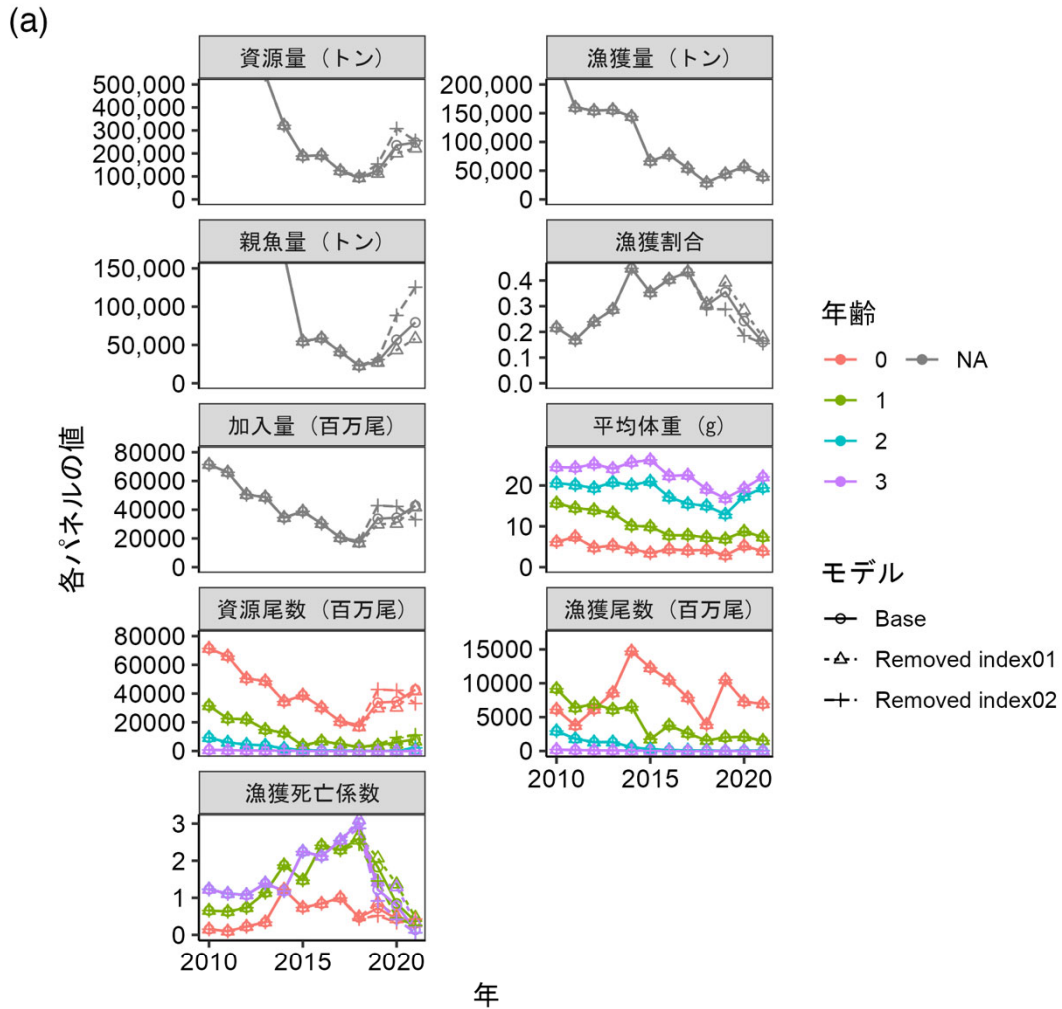 (a)
資源量（トン）
漁獲量（トン）
500,000
400,000
300,000
200,000
100,000
0
200,000
150,000
100,000
50,000
0
親魚量（トン）
漁獲割合
150,000
100,000
50,000
0
0.4
0.3
0.2
0.1
0.0
加入量（百万尾）
平均体重（g）
80000
60000
40000
20000
0
20
10
0
資源尾数（百万尾）
漁獲尾数（百万尾）
80000
60000
40000
20000
0
15000
10000
5000
0
2010
2015
2020
漁獲死亡係数
3
2
1
0
2010
2015
2020
年
各パネルの値
年齢
0
NA
1
2
3
モデル
Base
Removed index01
Removed index02